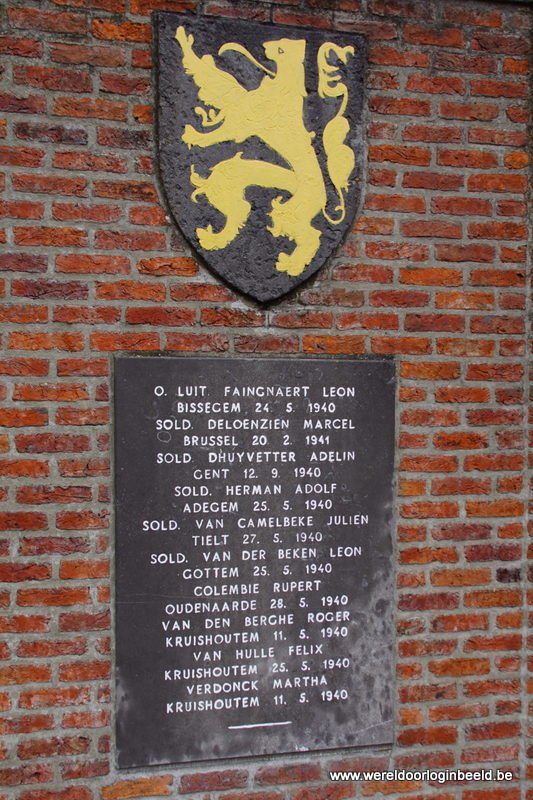 O. LUIT. FAINGNAERT LEON
BISSEGEM 24. 5. 1940
SOLD. DELOENZIEN MARCEL
BRUSSEL 20. 2. 1941
SOLD. DHUYVETTER ADELIN
GENT 12. 9. 1940
SOLD. HERMAN ADOLF
ADEGEM 25. 5. 1940
SOLD. VAN CAMELBEKE JULIEN
TIELT 27. 5. 1940
SOLD. VAN DER BEKEN LEON
GOTTEM 25. 5. 1940
COLEMBIE RUPERT
OUDENAARDE 28. 5. 1940
VAN DEN BERGHE ROGER
KRUISHOUTEM 11. 5. 1940
VAN HULLE FELIX
KRUISHOUTEM 25. 5. 1940
VERDONCK MARTHA
KRUISHOUTEM 11. 5. 1940
www.wereldoorloginbeeld.be